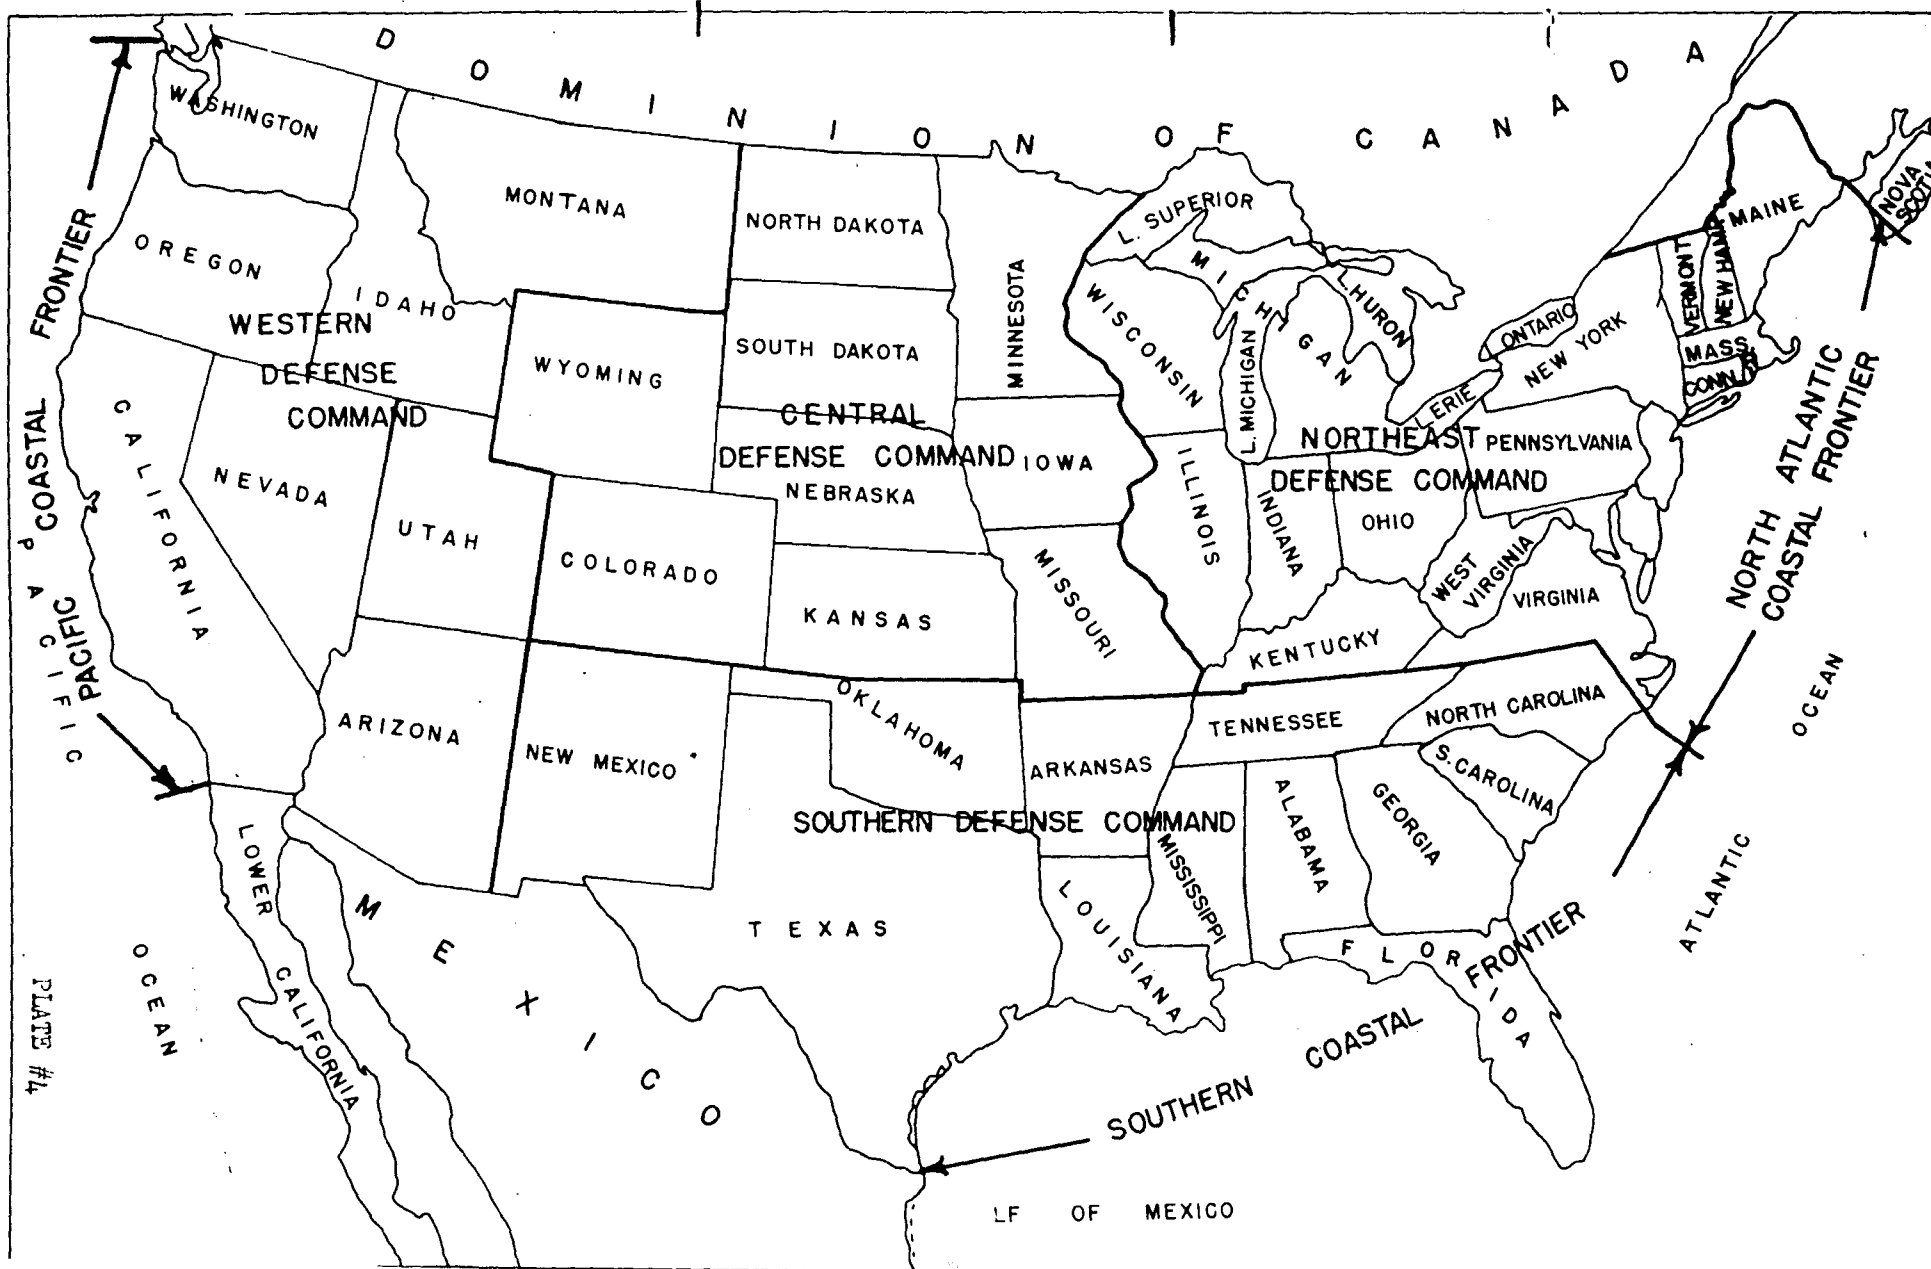 DOMINION OF CANADA
WASHINGTON
MONTANA
NORTH DAKOTA
OREGON
IDAHO
WESTERN
DEFENSE
COMMAND
WYOMING
SOUTH DAKOTA
MINNESOTA
L. SUPERIOR
MICHIGAN
WISCONSIN
L. MICHIGAN
L. HURON
ONTARIO
L. ERIE
NEW YORK
VERMONT
NEW HAMP.
MAINE
NOVA
SCOTIA
MASS.
CONN.
R.I.
CALIFORNIA
NEVADA
UTAH
COLORADO
CENTRAL
DEFENSE COMMAND
NEBRASKA
IOWA
KANSAS
MISSOURI
ILLINOIS
INDIANA
OHIO
NORTHEAST
DEFENSE COMMAND
PENNSYLVANIA
WEST
VIRGINIA
VIRGINIA
KENTUCKY
ARIZONA
NEW MEXICO
OKLAHOMA
ARKANSAS
TENNESSEE
NORTH CAROLINA
S. CAROLINA
SOUTHERN DEFENSE COMMAND
TEXAS
LOUISIANA
MISSISSIPPI
ALABAMA
GEORGIA
FLORIDA
LOWER CALIFORNIA
MEXICO
PACIFIC COASTAL FRONTIER
PACIFIC
OCEAN
NORTH ATLANTIC
COASTAL FRONTIER
ATLANTIC OCEAN
SOUTHERN COASTAL FRONTIER
LF OF MEXICO
PLATE #4